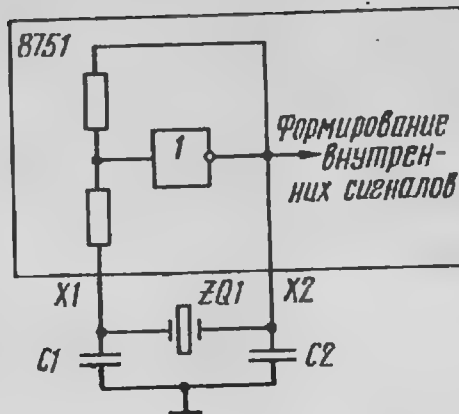 8751
1
Формирование
внутрен-
них сигналов
X1
ZQ1
X2
C1
C2